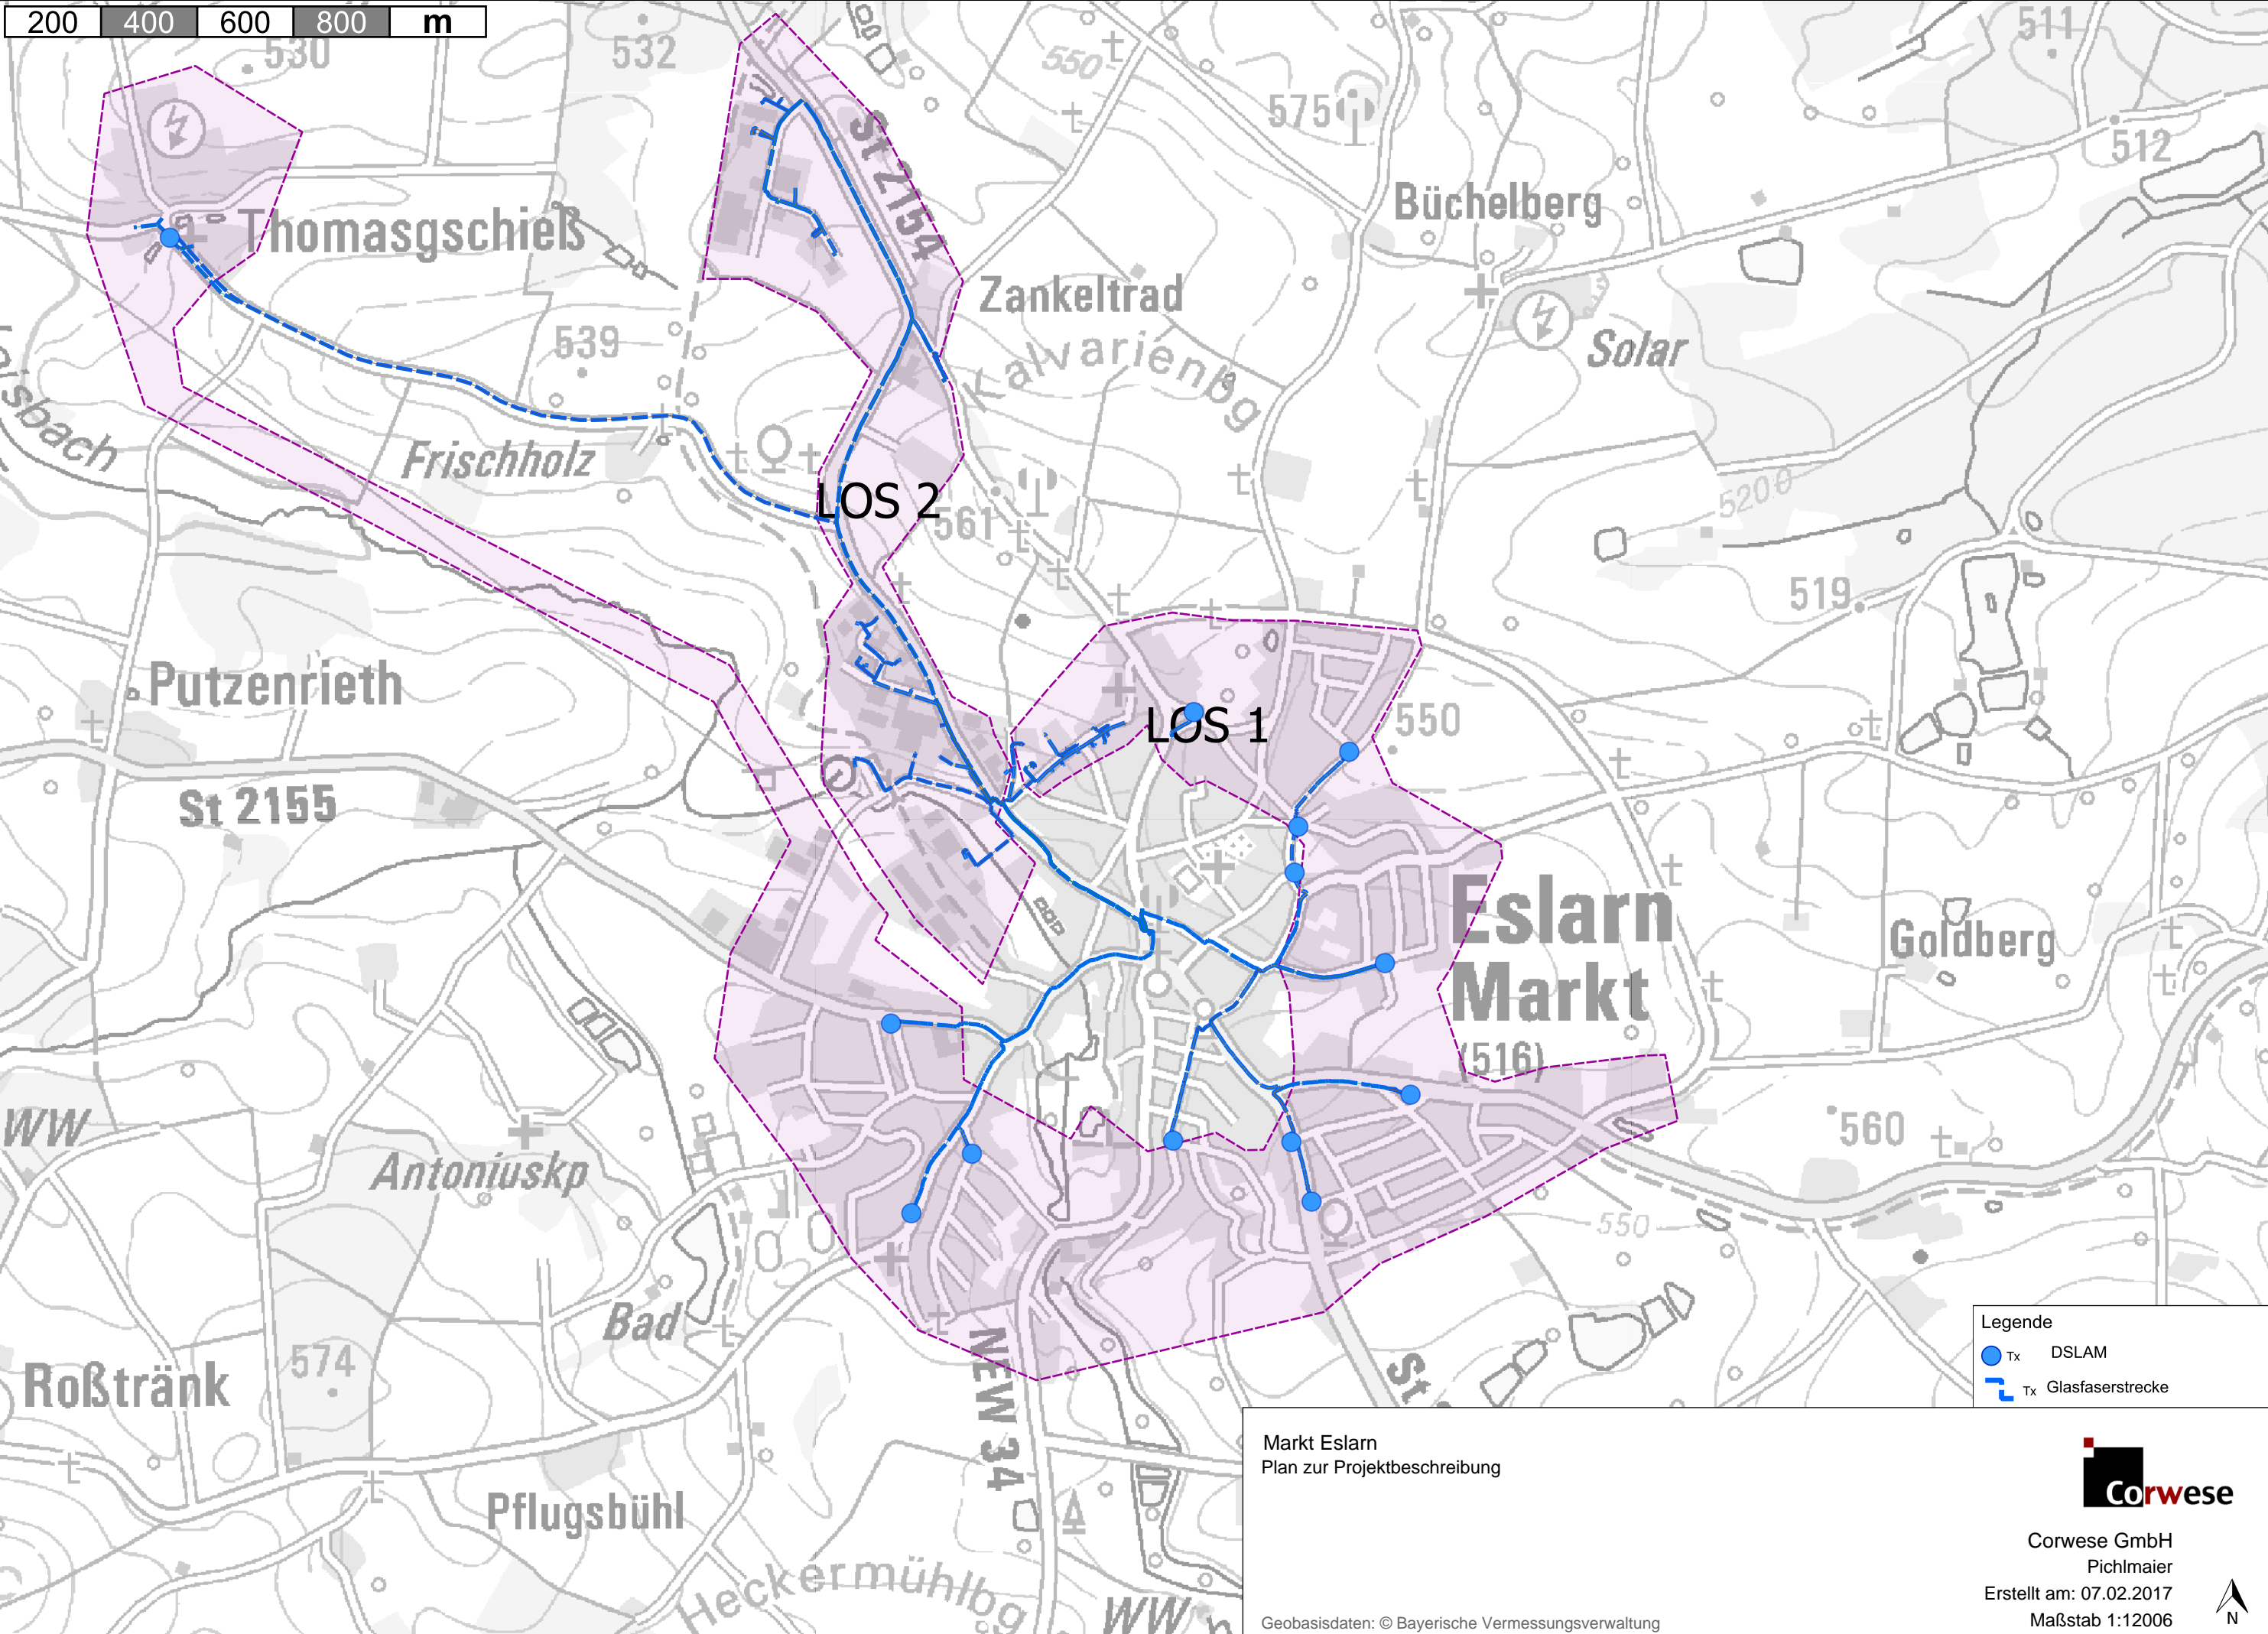 200 400 600 800 m
530
532
550
511
575
512
St 2154
Büchelberg
Thomasgschieß
Zankeltrad
539
Kalvarienbg
Solar
Frischholz
LOS 2
561
5200
519
Putzenrieth
LOS 1
550
St 2155
Eslarn
Markt
(516)
Goldberg
WW
Antoniuskp
560
550
Bad
574
Roßtränk
NEW 34
St
Pflugsbühl
Heckermühlbg
WW
Legende
Tx DSLAM
Tx Glasfaserstrecke
Markt Eslarn
Plan zur Projektbeschreibung
Corwese
Corwese GmbH
Pichlmaier
Erstellt am: 07.02.2017
Maßstab 1:12006
N
Geobasisdaten: © Bayerische Vermessungsverwaltung